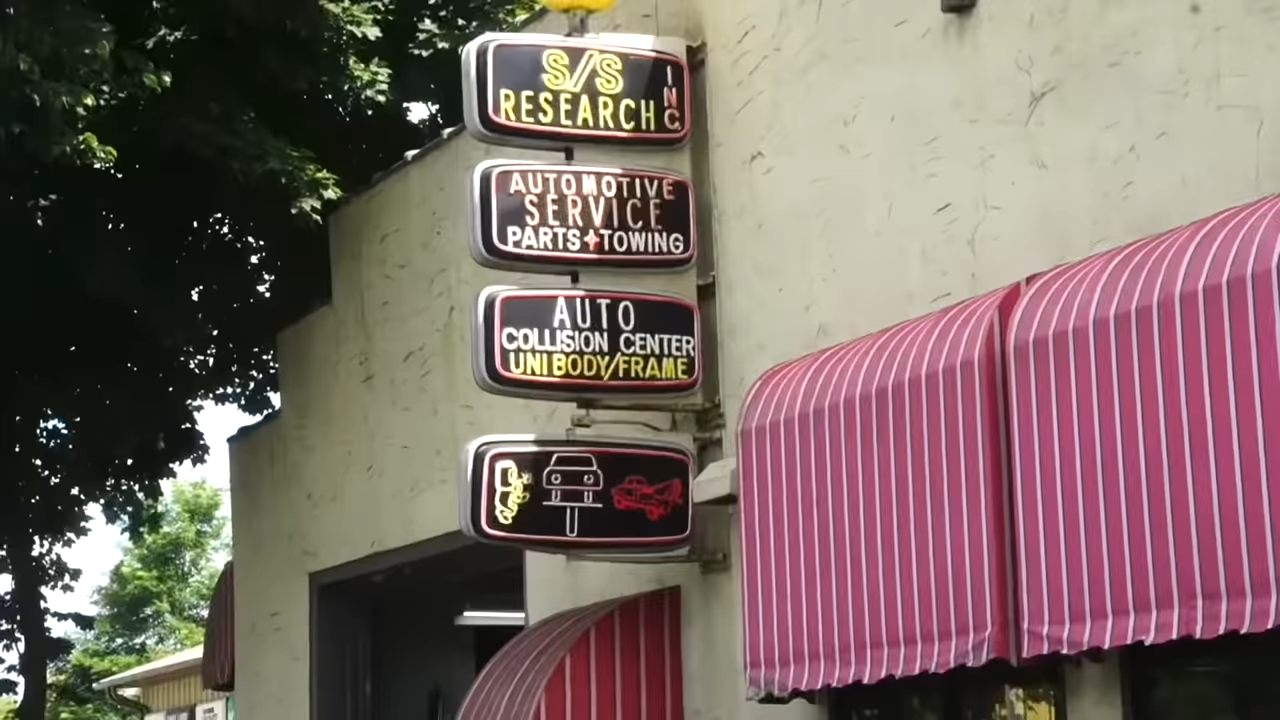 S/S
RESEARCH INC
AUTOMOTIVE
SERVICE
PARTS+TOWING
AUTO
COLLISION CENTER
UNIBODY/FRAME